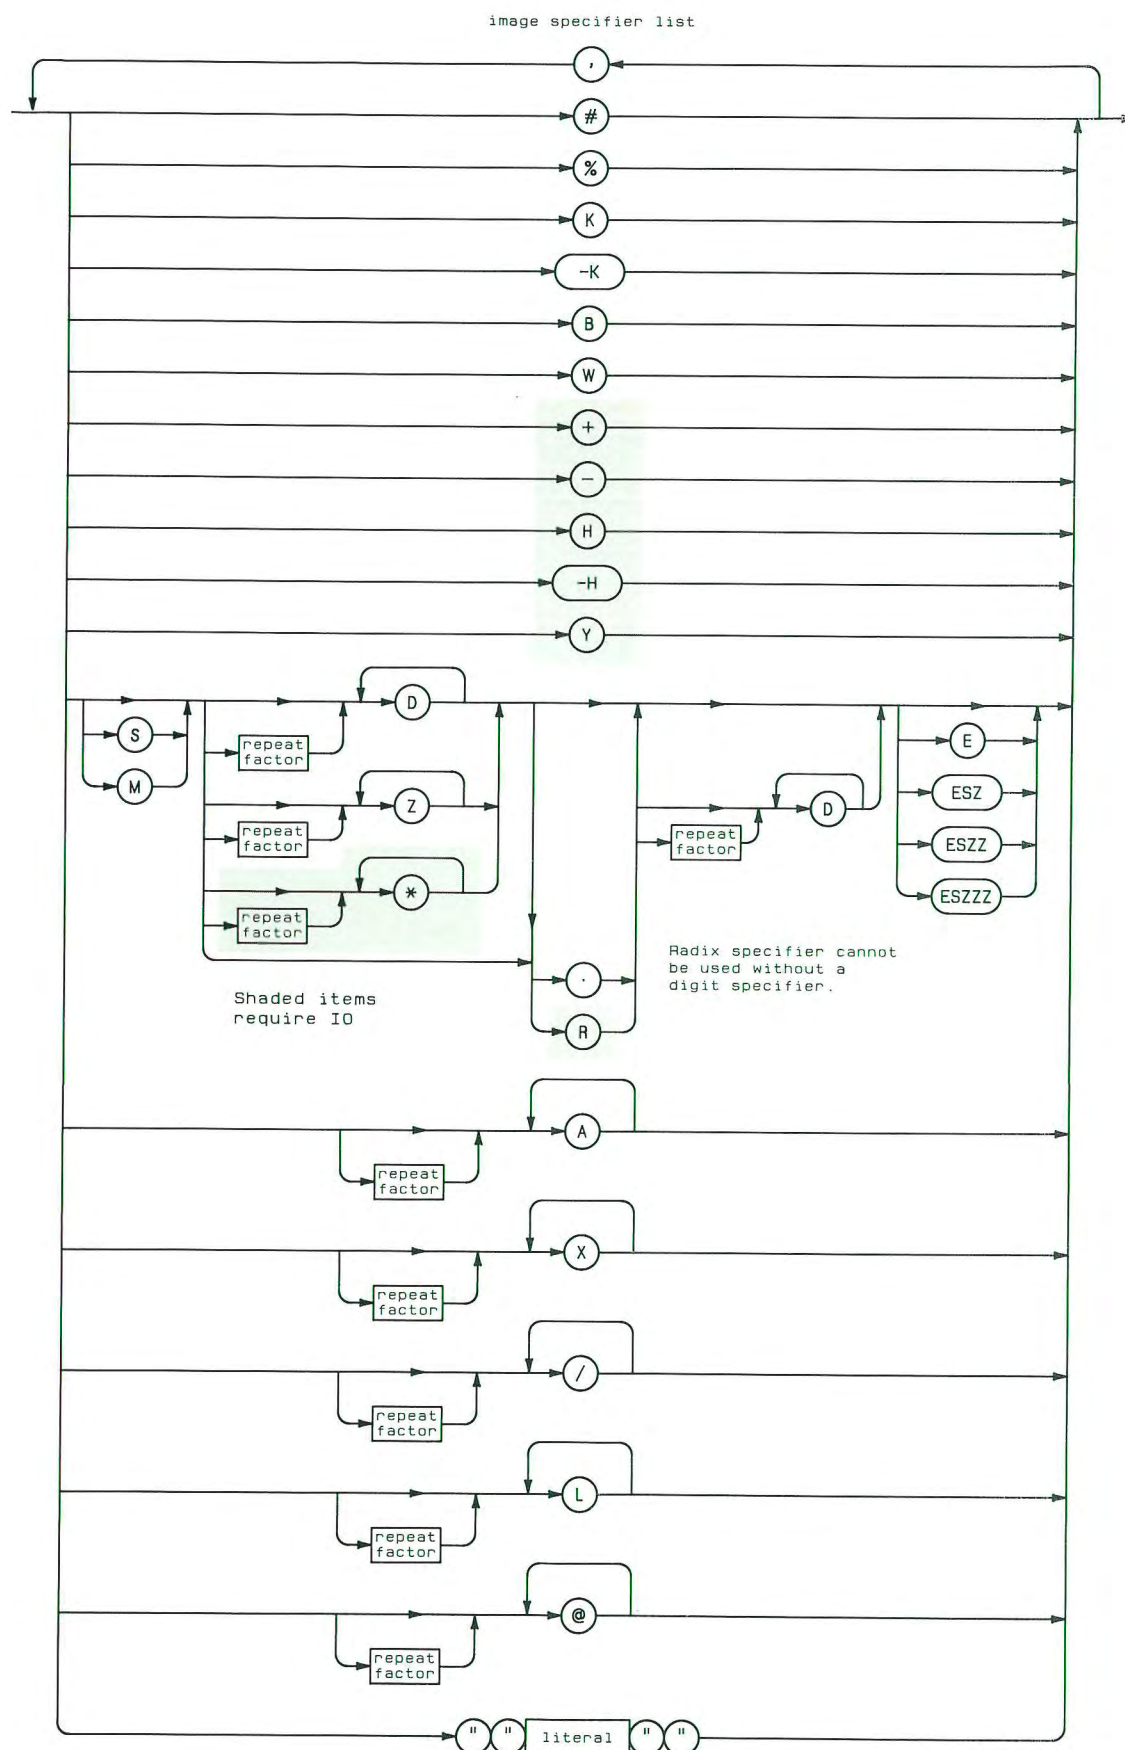 image specifier list
,
#
%
K
-K
B
W
+
-
H
-H
Y
D
S
repeat
factor
M
E
Z
ESZ
repeat
factor
D
repeat
factor
ESZZ
*
ESZZZ
repeat
factor
Radix specifier cannot
be used without a
digit specifier.
.
Shaded items
require IO
R
A
repeat
factor
X
repeat
factor
/
repeat
factor
L
repeat
factor
@
repeat
factor
" " literal " "